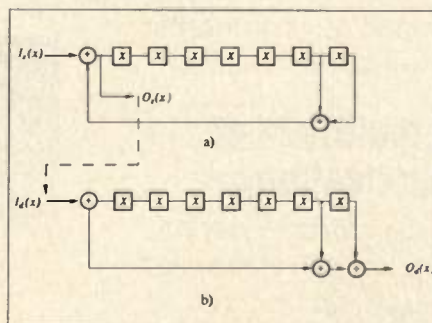 + X X X X X X X
I_s(x)
O_s(x)
+
a)
I_d(x) + X X X X X X X
+ + O_d(x)
b)